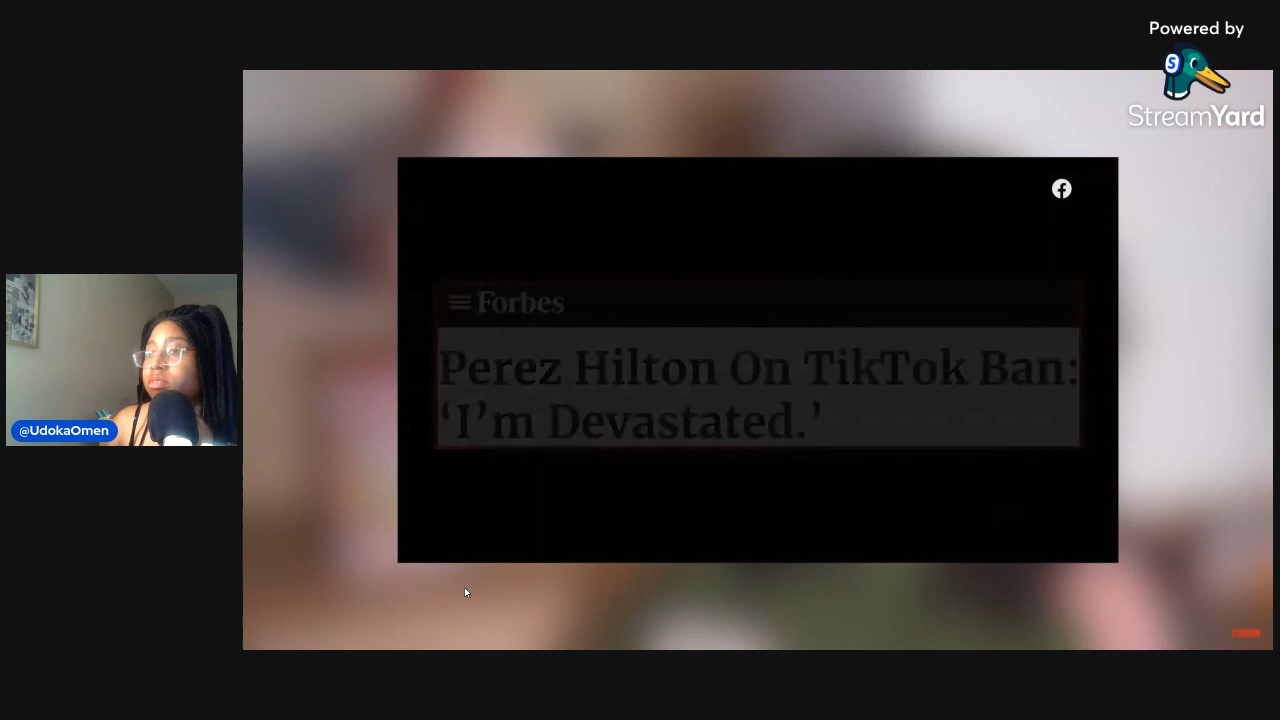 Powered by
StreamYard
Forbes
Perez Hilton On TikTok Ban:
‘I’m Devastated.’
@UdokaOmen